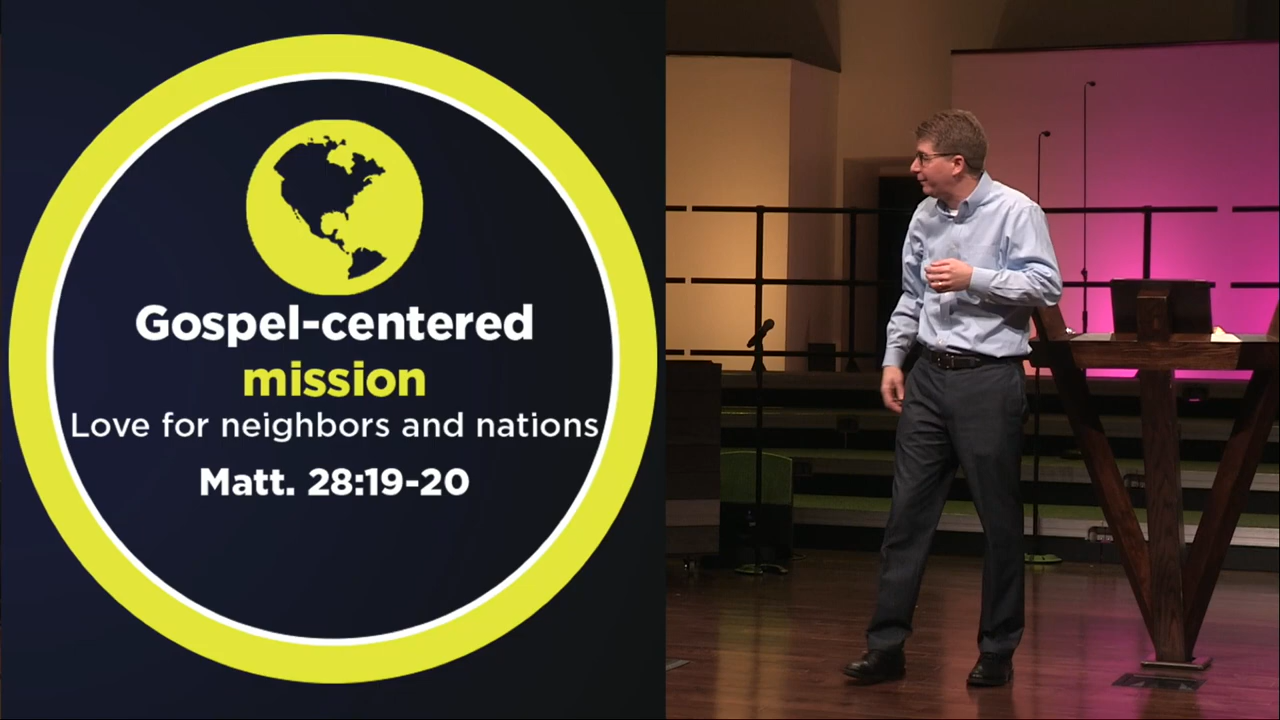 Gospel-centered
mission
Love for neighbors and nations
Matt. 28:19-20